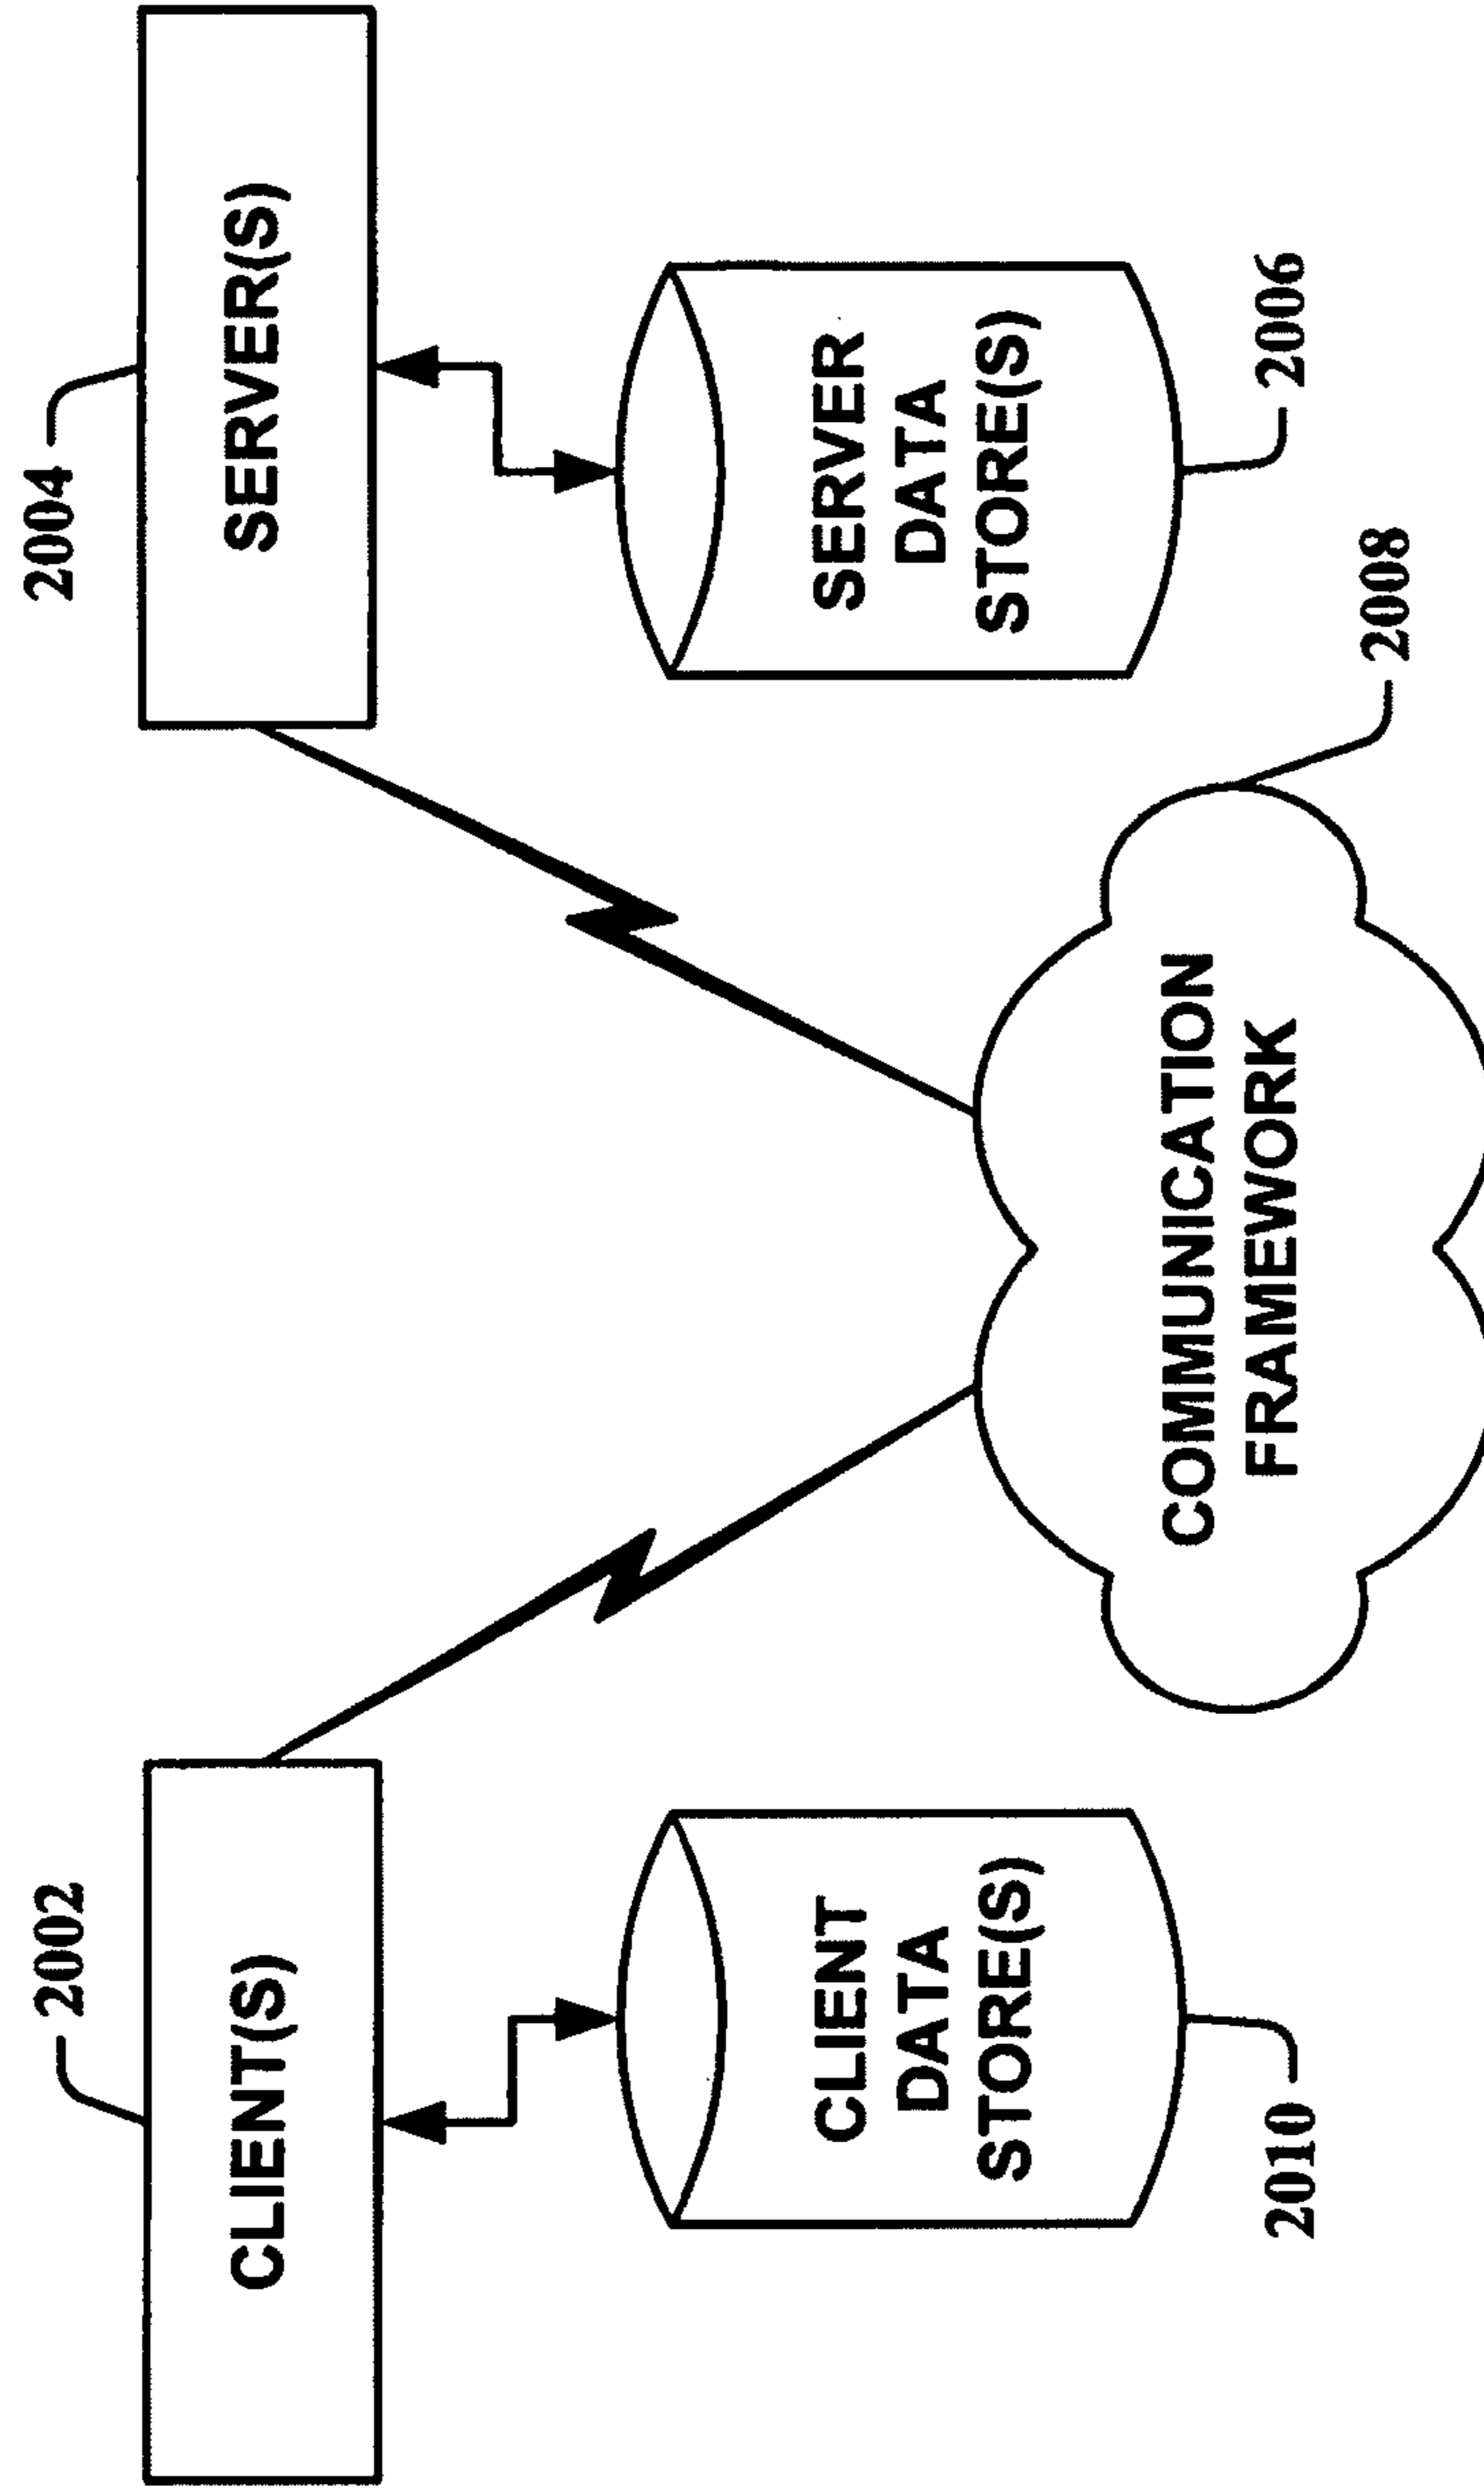 2002
CLIENT(S)
2004
SERVER(S)
CLIENT
DATA
STORE(S)
2010
SERVER
DATA
STORE(S)
2006
2008
COMMUNICATION
FRAMEWORK